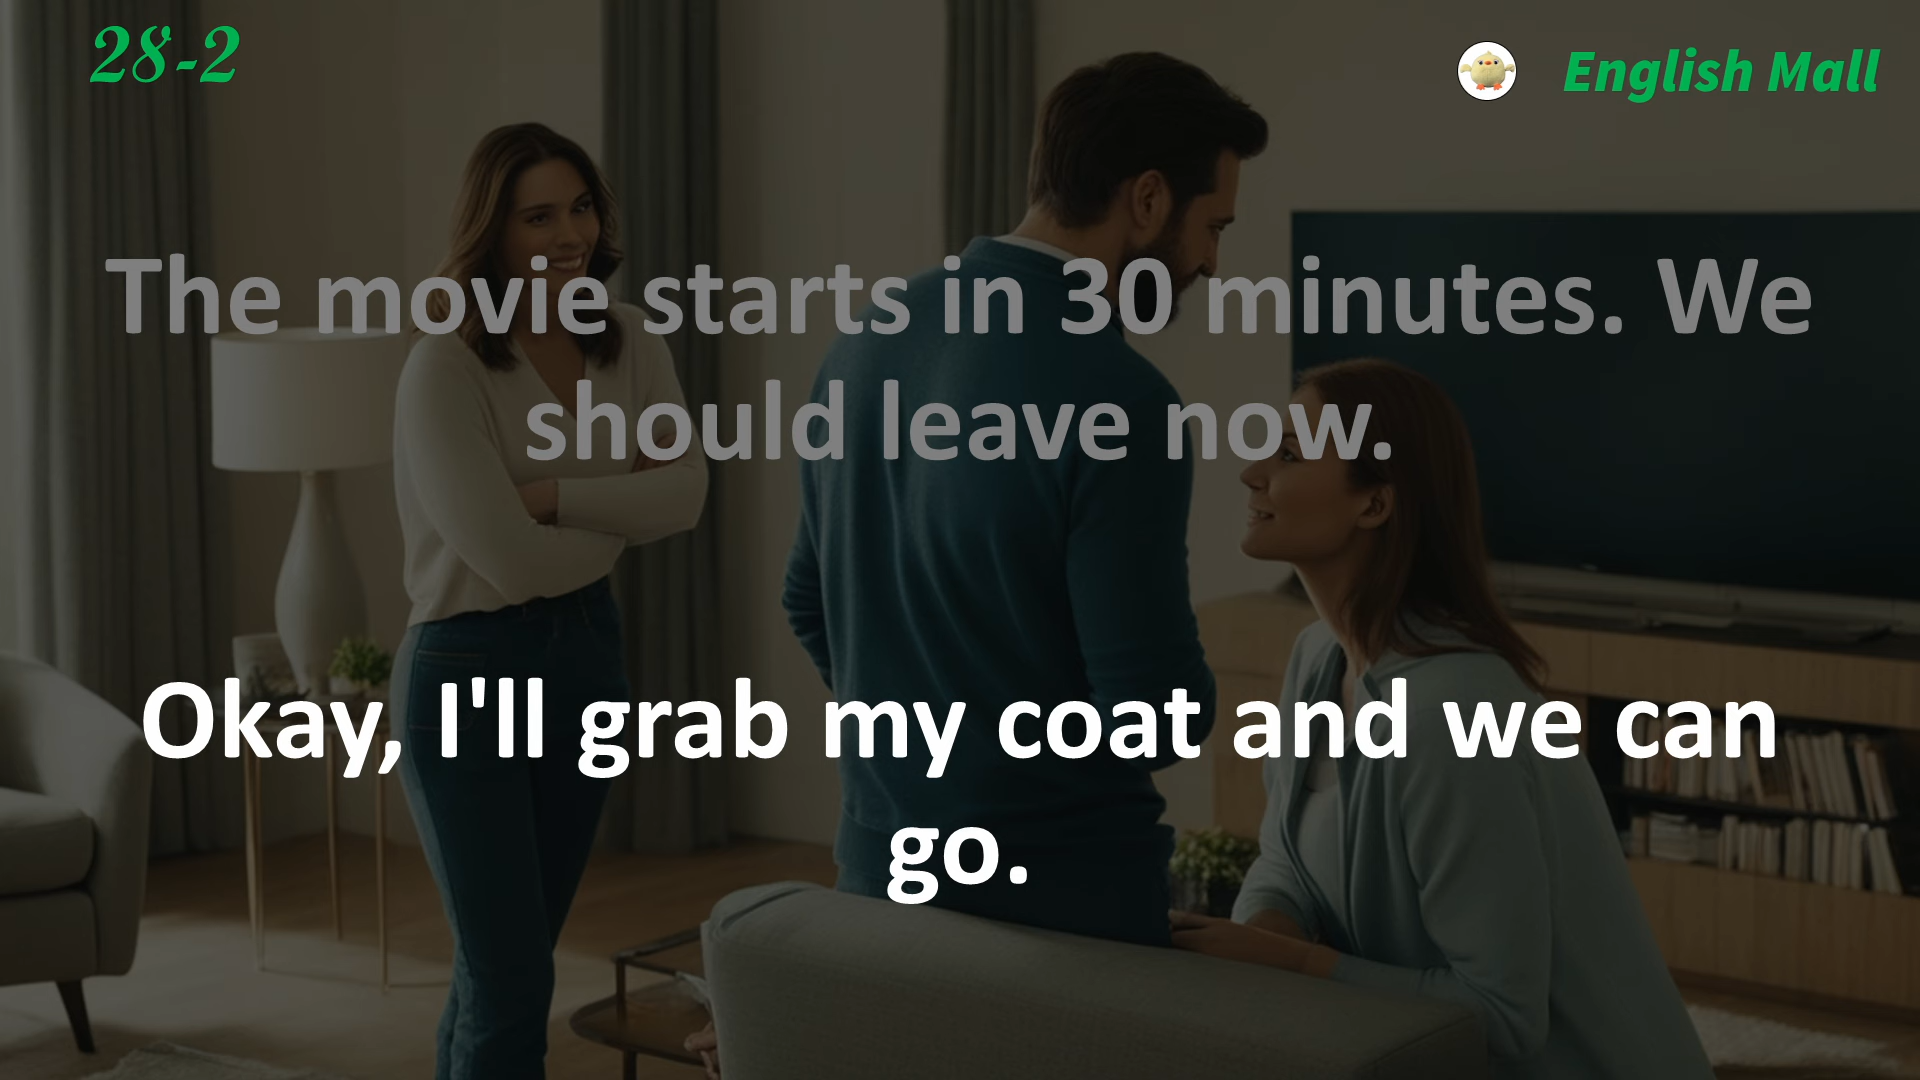 28-2
English Mall
The movie starts in 30 minutes. We
should leave now.
Okay, I'll grab my coat and we can
go.